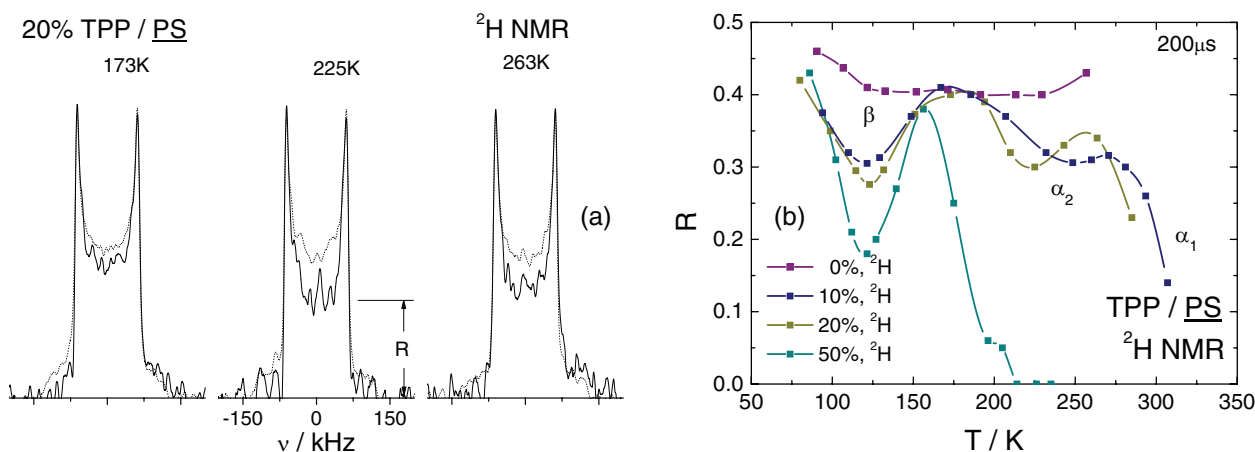 20% TPP / PS
²H NMR
173K
225K
263K
(a)
R
-150 0 150
ν / kHz
200μs
R
0.5
0.4
0.3
0.2
0.1
0.0
β
α₂
α₁
(b)
0%, ²H
10%, ²H
20%, ²H
50%, ²H
TPP / PS
²H NMR
50 100 150 200 250 300 350
T / K